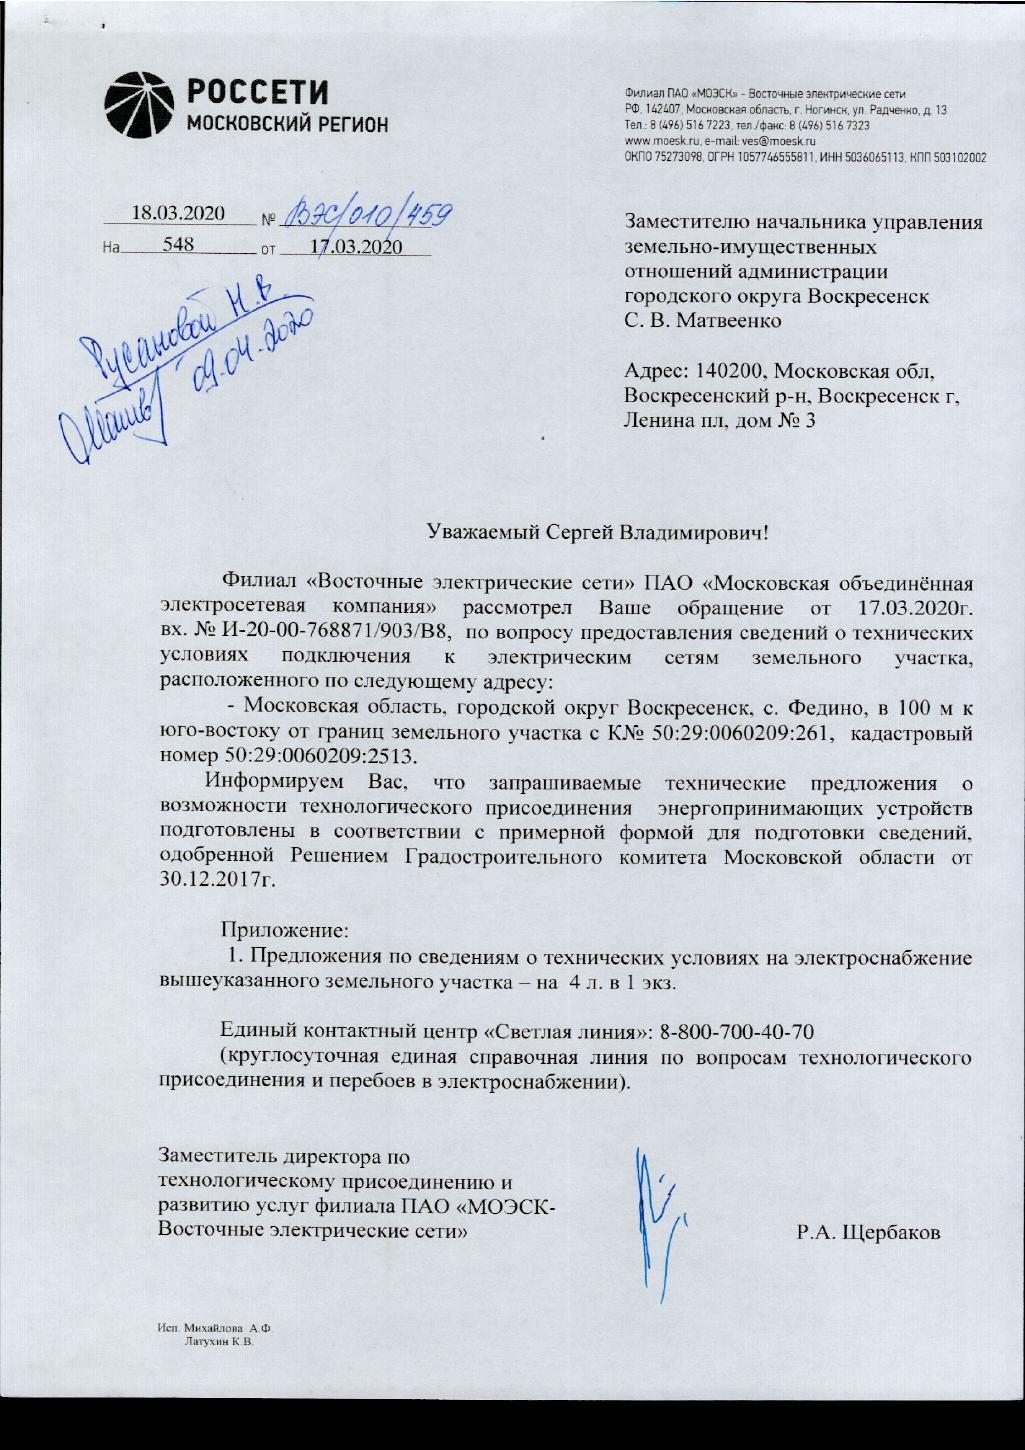 РОССЕТИ
МОСКОВСКИЙ РЕГИОН
Филиал ПАО «МОЭСК» - Восточные электрические сети
РФ, 142407, Московская область, г. Ногинск, ул. Радченко, д. 13
Тел.: 8 (496) 516 7223, тел./факс: 8 (496) 516 7323
www.moesk.ru, e-mail: ves@moesk.ru
ОКПО 75273098, ОГРН 1057746555811, ИНН 5036065113, КПП 503102002
18.03.2020 № ВЭС/010/459
На 548 от 17.03.2020
Русановой Н.В.
09.04.2020
Заместителю начальника управления
земельно-имущественных
отношений администрации
городского округа Воскресенск
С. В. Матвеенко
Адрес: 140200, Московская обл,
Воскресенский р-н, Воскресенск г,
Ленина пл, дом № 3
Уважаемый Сергей Владимирович!
Филиал «Восточные электрические сети» ПАО «Московская объединённая
электросетевая компания» рассмотрел Ваше обращение от 17.03.2020г.
вх. № И-20-00-768871/903/В8, по вопросу предоставления сведений о технических
условиях подключения к электрическим сетям земельного участка,
расположенного по следующему адресу:
- Московская область, городской округ Воскресенск, с. Федино, в 100 м к
юго-востоку от границ земельного участка с К№ 50:29:0060209:261, кадастровый
номер 50:29:0060209:2513.
Информируем Вас, что запрашиваемые технические предложения о
возможности технологического присоединения энергопринимающих устройств
подготовлены в соответствии с примерной формой для подготовки сведений,
одобренной Решением Градостроительного комитета Московской области от
30.12.2017г.
Приложение:
1. Предложения по сведениям о технических условиях на электроснабжение
вышеуказанного земельного участка – на 4 л. в 1 экз.
Единый контактный центр «Светлая линия»: 8-800-700-40-70
(круглосуточная единая справочная линия по вопросам технологического
присоединения и перебоев в электроснабжении).
Заместитель директора по
технологическому присоединению и
развитию услуг филиала ПАО «МОЭСК-
Восточные электрические сети»
Р.А. Щербаков
Исп. Михайлова А.Ф.
Латухин К.В.